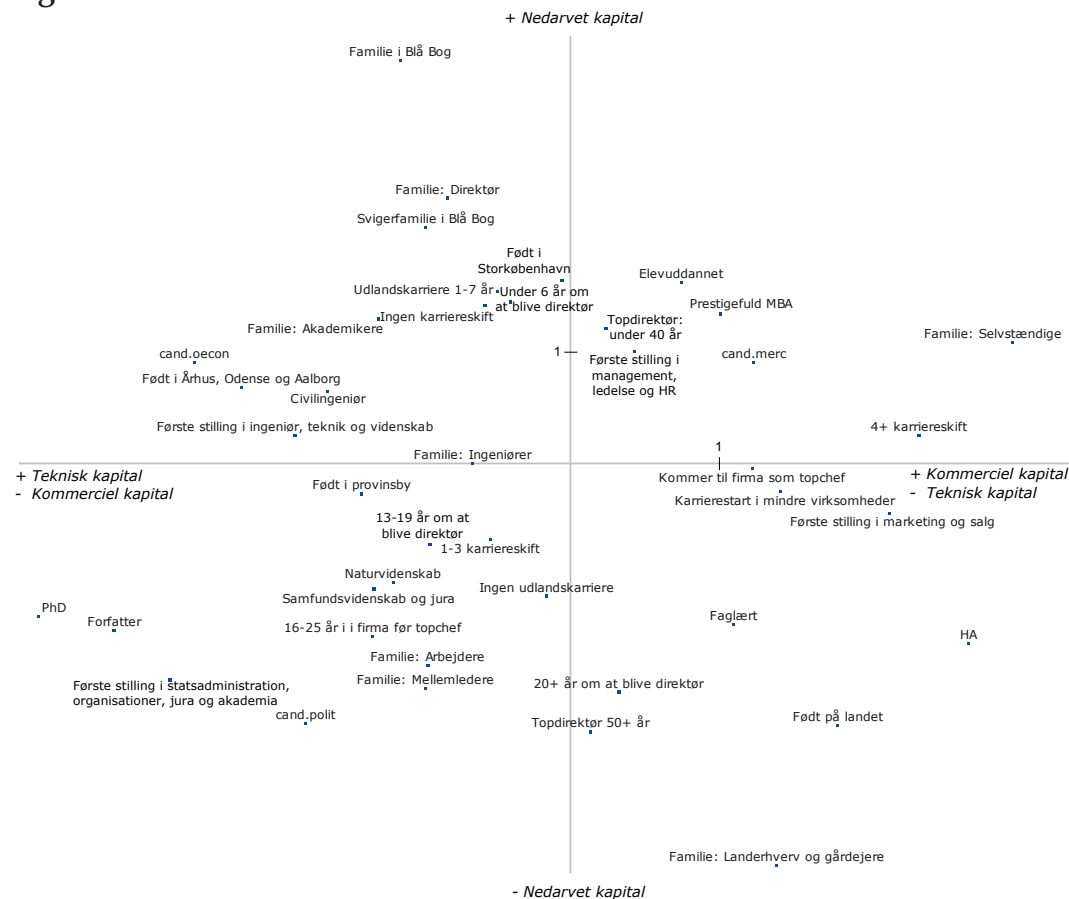 + Nedarvet kapital
Familie i Blå Bog
Familie: Direktør
Svigerfamilie i Blå Bog
Født i
Storkøbenhavn
Elevuddannet
Udlandskarriere 1-7 år
Under 6 år om
at blive direktør
Prestigefuld MBA
Ingen karriereskift
Familie: Akademikere
Topdirektør:
under 40 år
Familie: Selvstændige
cand.oecon
1
Første stilling i
management,
ledelse og HR
cand.merc
Født i Århus, Odense og Aalborg
Civilingeniør
Første stilling i ingeniør, teknik og videnskab
4+ karriereskift
Familie: Ingeniører
1
+ Teknisk kapital
- Kommerciel kapital
+ Kommerciel kapital
- Teknisk kapital
Kommer til firma som topchef
Født i provinsby
Karrierestart i mindre virksomheder
13-19 år om at
blive direktør
Første stilling i marketing og salg
1-3 karriereskift
Naturvidenskab
Ingen udlandskarriere
Samfundsvidenskab og jura
PhD
Forfatter
Faglært
16-25 år i i firma før topchef
HA
Familie: Arbejdere
Familie: Mellemledere
Første stilling i statsadministration,
organisationer, jura og akademia
20+ år om at blive direktør
cand.polit
Topdirektør 50+ år
Født på landet
Familie: Landerhverv og gårdejere
- Nedarvet kapital